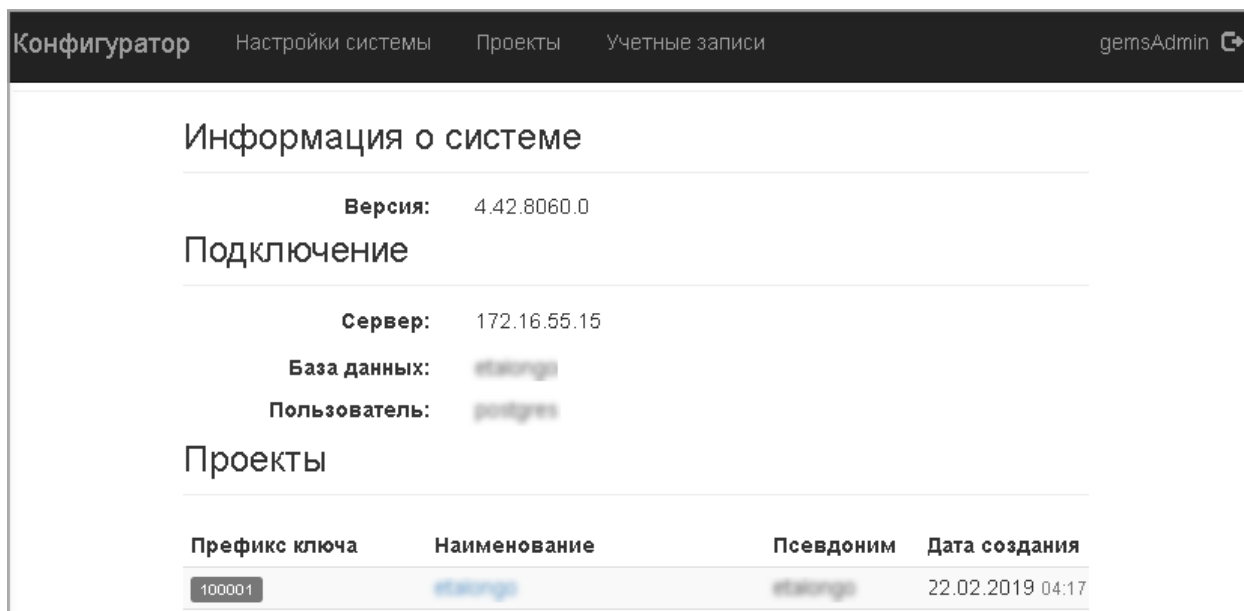 Конфигуратор Настройки системы Проекты Учетные записи gemsAdmin
Информация о системе
Версия: 4.42.8060.0
Подключение
Сервер: 172.16.55.15
База данных:
Пользователь:
Проекты
Префикс ключа Наименование Псевдоним Дата создания
100001 22.02.2019 04:17